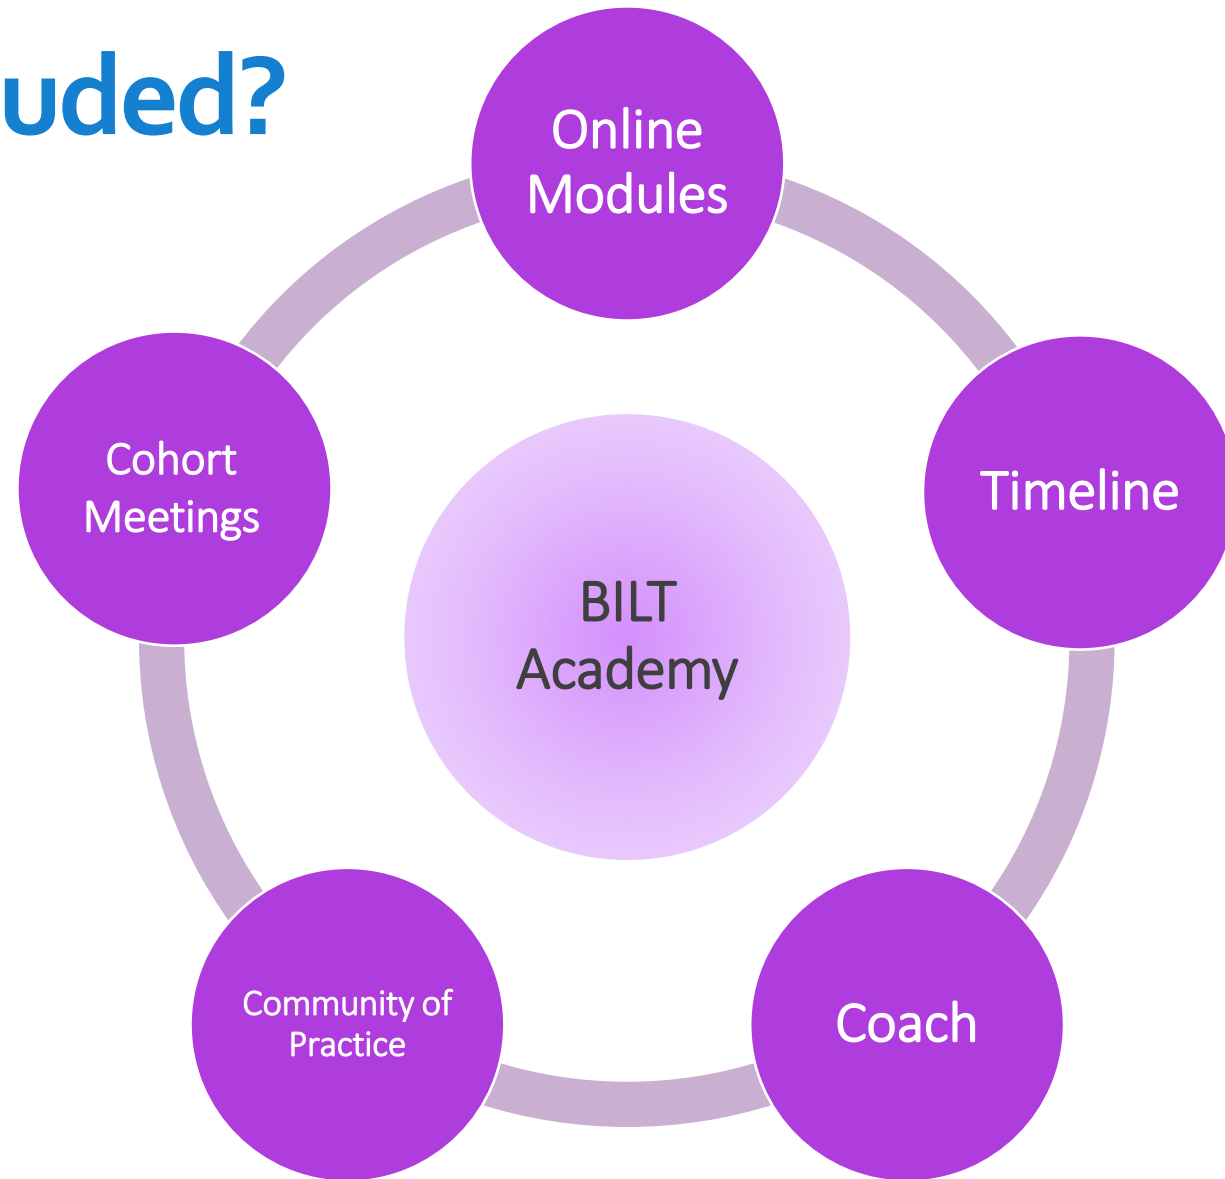 uded?
Online
Modules
Timeline
Coach
Community of
Practice
Cohort
Meetings
BILT
Academy